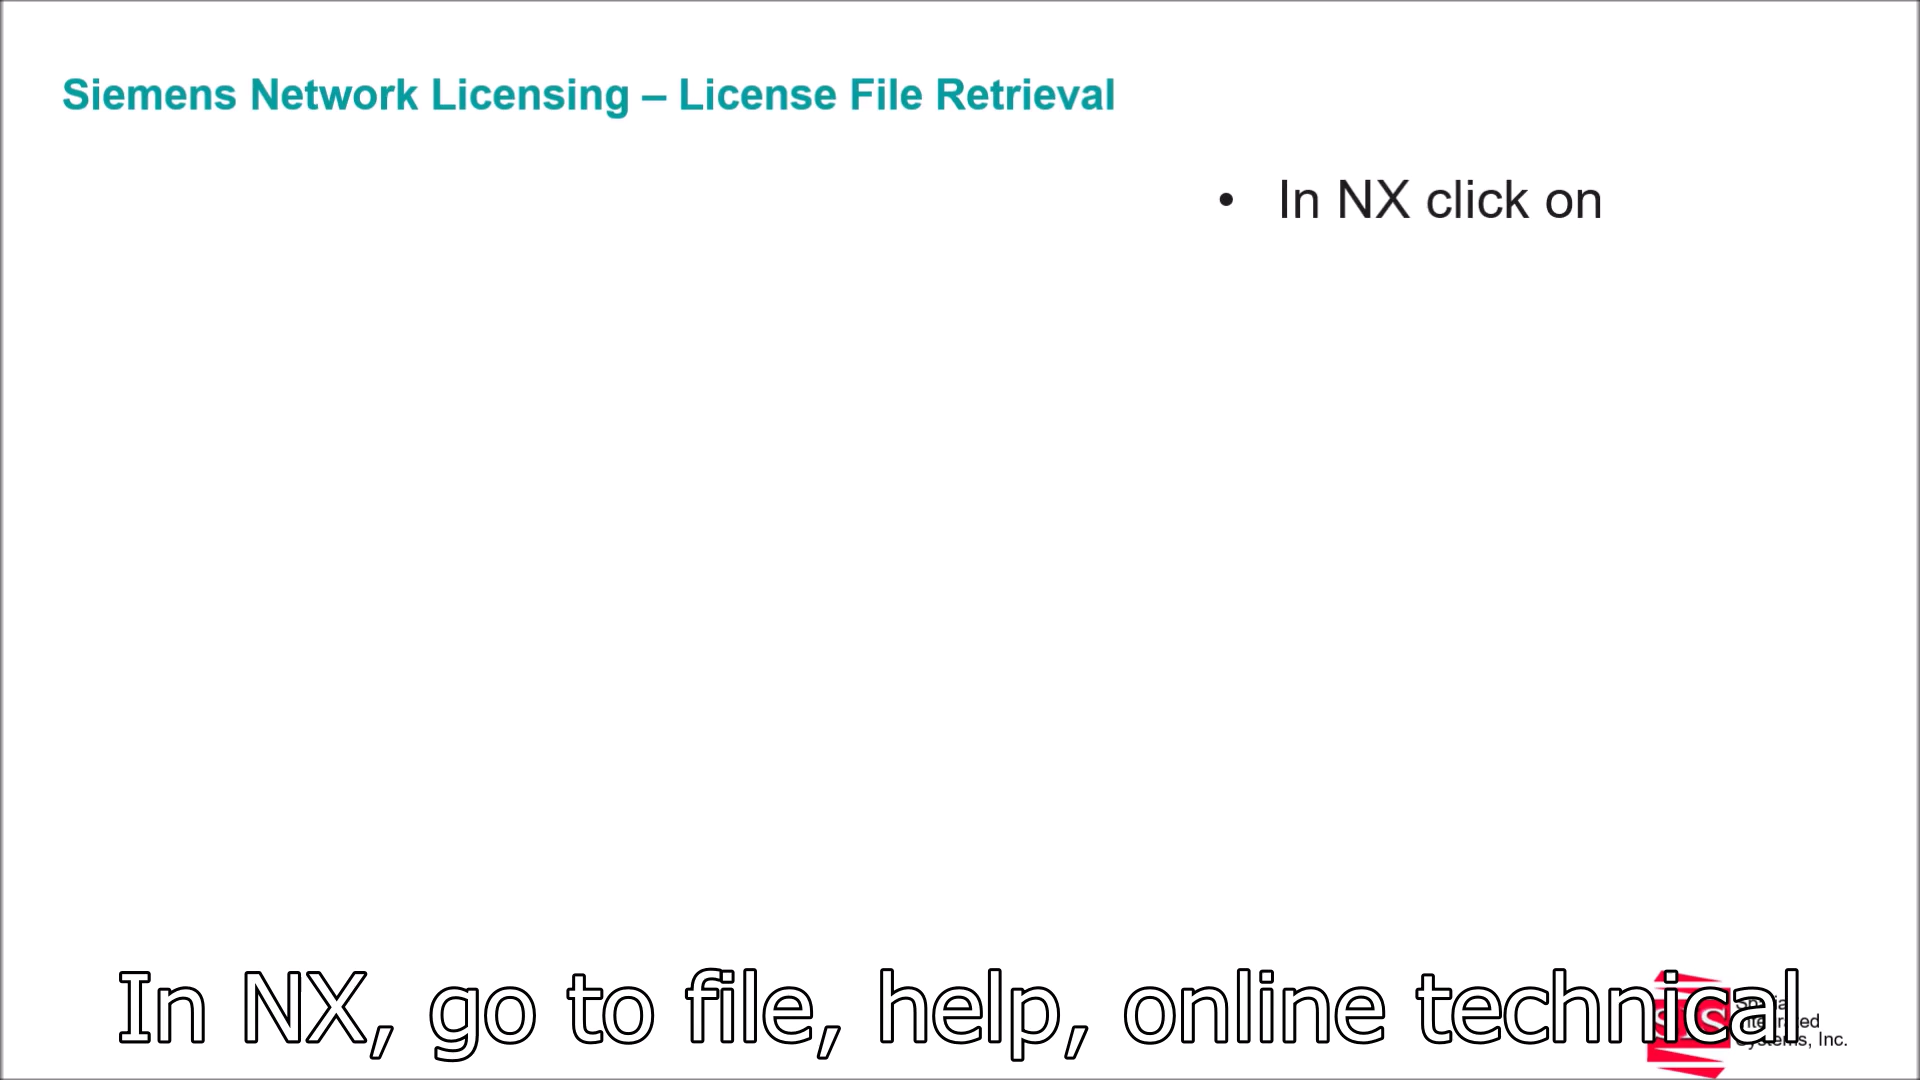 Siemens Network Licensing – License File Retrieval
• In NX click on
In NX, go to file, help, online technical
Systems, Inc.